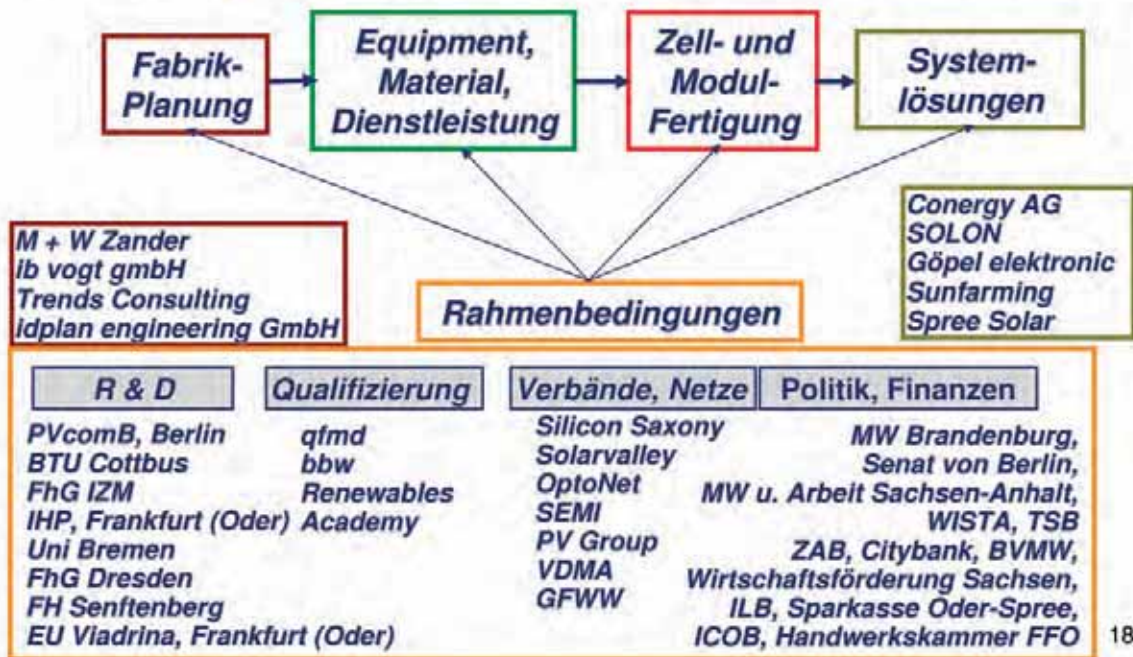 Fabrik-
Planung
Equipment,
Material,
Dienstleistung
Zell- und
Modul-
Fertigung
System-
lösungen
M + W Zander
ib vogt gmbH
Trends Consulting
idplan engineering GmbH
Rahmenbedingungen
Conergy AG
SOLON
Göpel elektronic
Sunfarming
Spree Solar
R & D
PVcomB, Berlin
BTU Cottbus
FhG IZM
IHP, Frankfurt (Oder)
Uni Bremen
FhG Dresden
FH Senftenberg
EU Viadrina, Frankfurt (Oder)
Qualifizierung
qfmd
bbw
Renewables
Academy
Verbände, Netze
Silicon Saxony
Solarvalley
OptoNet
SEMI
PV Group
VDMA
GFWW
Politik, Finanzen
MW Brandenburg,
Senat von Berlin,
MW u. Arbeit Sachsen-Anhalt,
WISTA, TSB
ZAB, Citybank, BVMW,
Wirtschaftsförderung Sachsen,
ILB, Sparkasse Oder-Spree,
ICOB, Handwerkskammer FFO
18